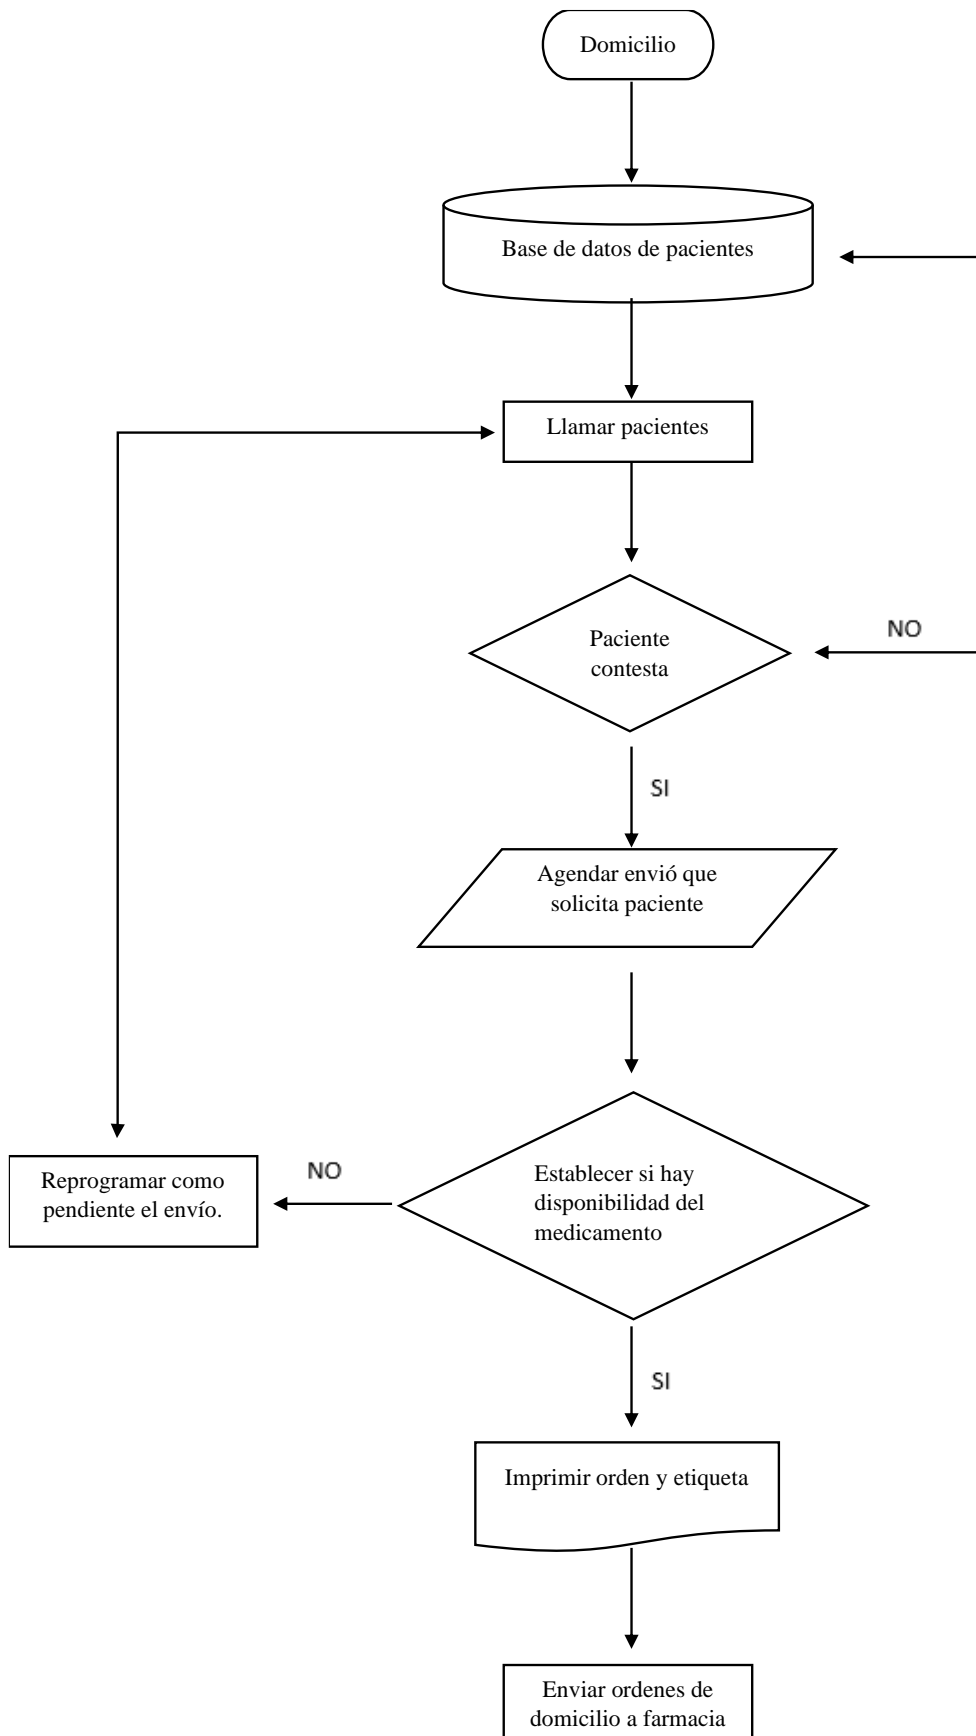 Domicilio
Base de datos de pacientes
Llamar pacientes
Paciente
contesta
NO
SI
Agendar envió que
solicita paciente
Establecer si hay
disponibilidad del
medicamento
NO
Reprogramar como
pendiente el envío.
SI
Imprimir orden y etiqueta
Enviar ordenes de
domicilio a farmacia